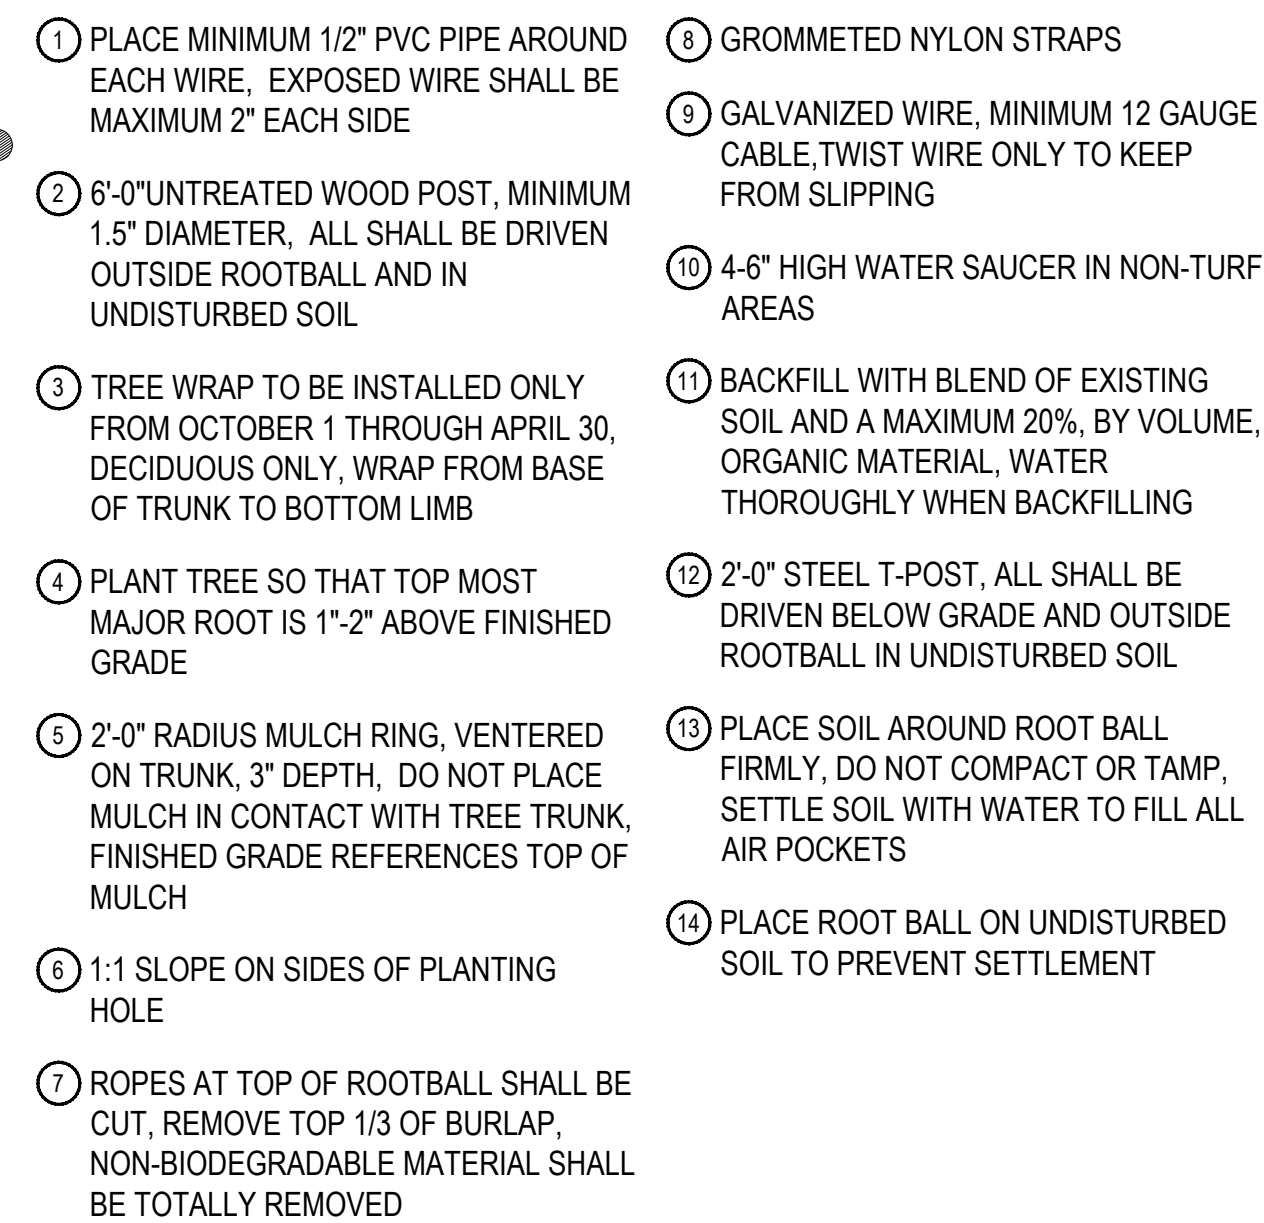 1 PLACE MINIMUM 1/2" PVC PIPE AROUND
EACH WIRE, EXPOSED WIRE SHALL BE
MAXIMUM 2" EACH SIDE
2 6'-0"UNTREATED WOOD POST, MINIMUM
1.5" DIAMETER, ALL SHALL BE DRIVEN
OUTSIDE ROOTBALL AND IN
UNDISTURBED SOIL
3 TREE WRAP TO BE INSTALLED ONLY
FROM OCTOBER 1 THROUGH APRIL 30,
DECIDUOUS ONLY, WRAP FROM BASE
OF TRUNK TO BOTTOM LIMB
4 PLANT TREE SO THAT TOP MOST
MAJOR ROOT IS 1"-2" ABOVE FINISHED
GRADE
5 2'-0" RADIUS MULCH RING, VENTERED
ON TRUNK, 3" DEPTH, DO NOT PLACE
MULCH IN CONTACT WITH TREE TRUNK,
FINISHED GRADE REFERENCES TOP OF
MULCH
6 1:1 SLOPE ON SIDES OF PLANTING
HOLE
7 ROPES AT TOP OF ROOTBALL SHALL BE
CUT, REMOVE TOP 1/3 OF BURLAP,
NON-BIODEGRADABLE MATERIAL SHALL
BE TOTALLY REMOVED
8 GROMMETED NYLON STRAPS
9 GALVANIZED WIRE, MINIMUM 12 GAUGE
CABLE,TWIST WIRE ONLY TO KEEP
FROM SLIPPING
10 4-6" HIGH WATER SAUCER IN NON-TURF
AREAS
11 BACKFILL WITH BLEND OF EXISTING
SOIL AND A MAXIMUM 20%, BY VOLUME,
ORGANIC MATERIAL, WATER
THOROUGHLY WHEN BACKFILLING
12 2'-0" STEEL T-POST, ALL SHALL BE
DRIVEN BELOW GRADE AND OUTSIDE
ROOTBALL IN UNDISTURBED SOIL
13 PLACE SOIL AROUND ROOT BALL
FIRMLY, DO NOT COMPACT OR TAMP,
SETTLE SOIL WITH WATER TO FILL ALL
AIR POCKETS
14 PLACE ROOT BALL ON UNDISTURBED
SOIL TO PREVENT SETTLEMENT